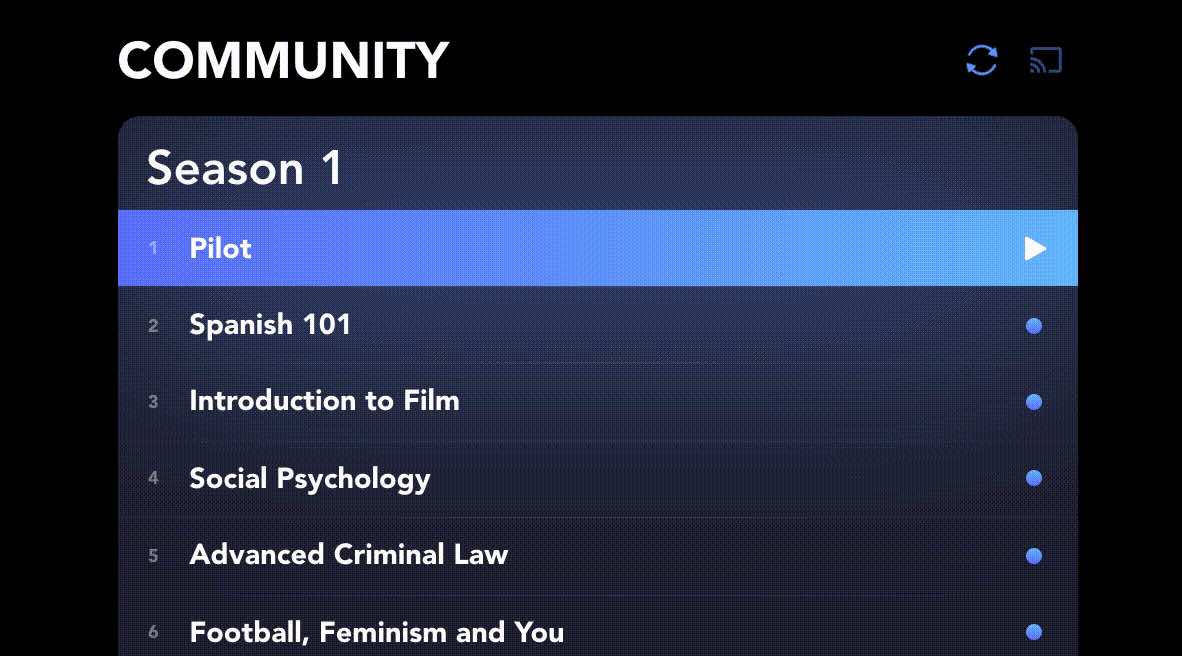 COMMUNITY
Season 1
1 Pilot
2 Spanish 101
3 Introduction to Film
4 Social Psychology
5 Advanced Criminal Law
6 Football, Feminism and You